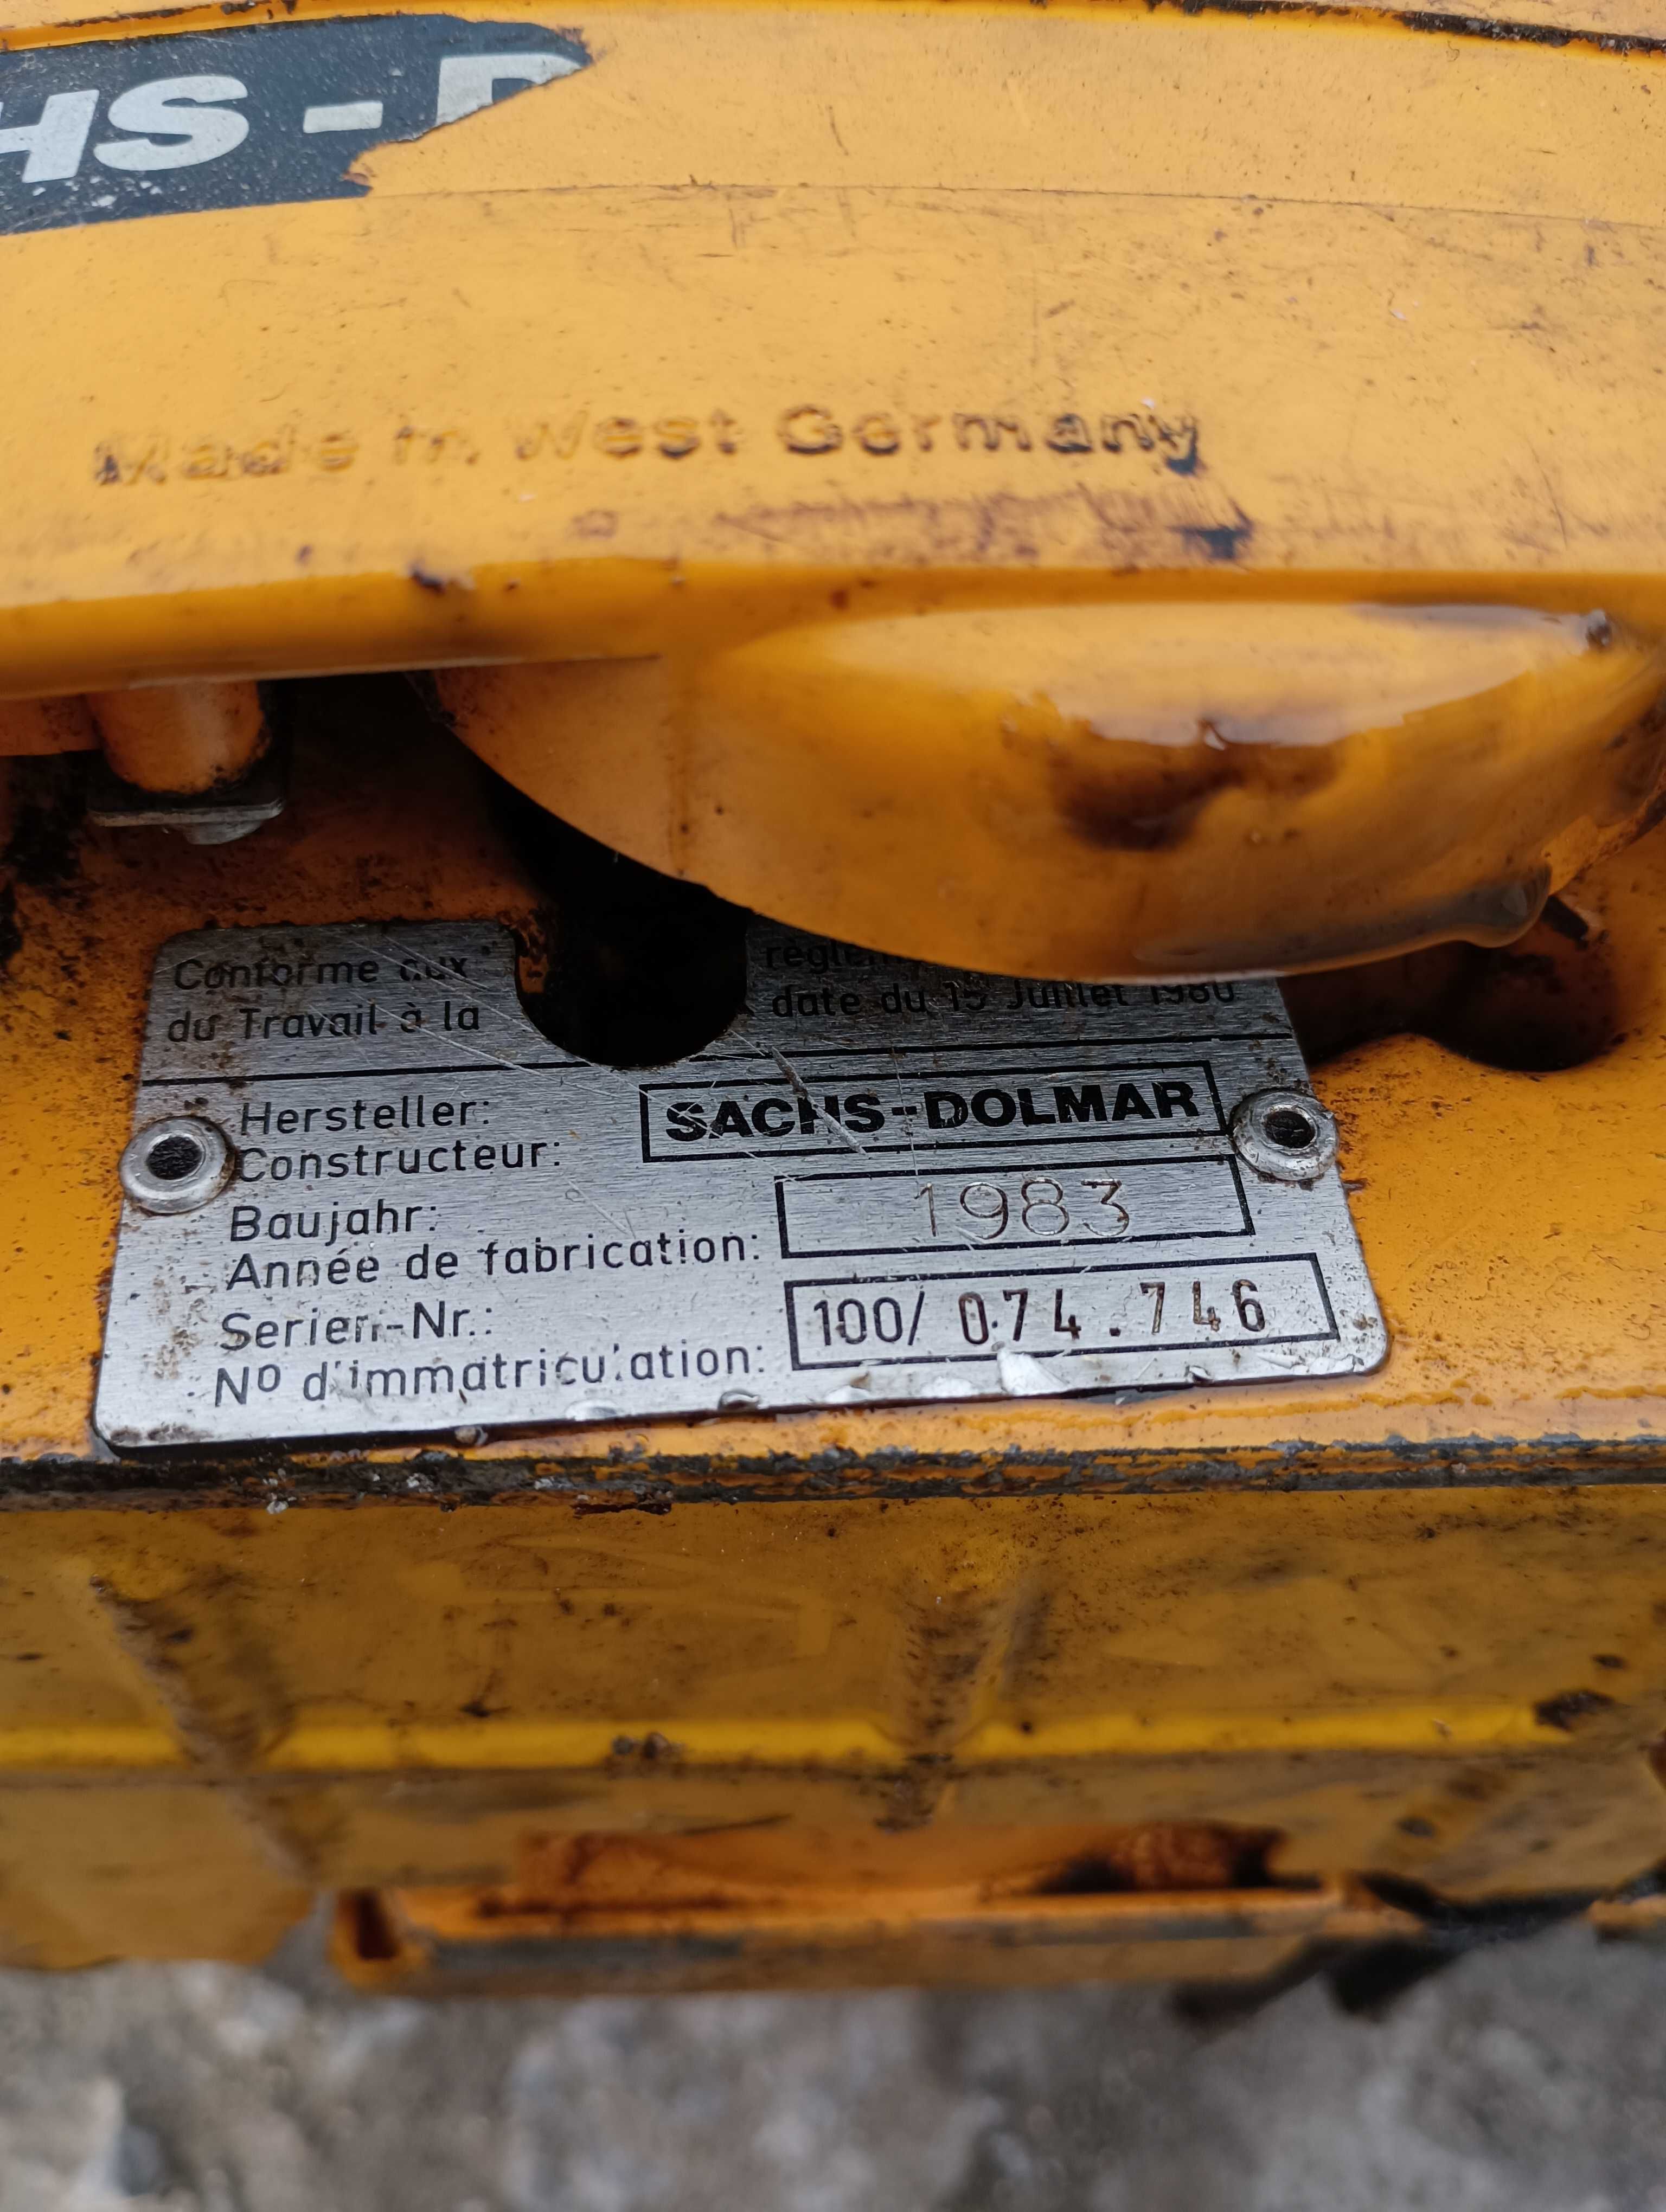 HS-D
Made in West Germany
Conforme aux
du Travail à la
date du 15 Juillet 1980
Hersteller: SACHS-DOLMAR
Constructeur:
Baujahr: 1983
Année de fabrication:
Serien-Nr.: 100/ 074.746
Nº d'immatriculation: